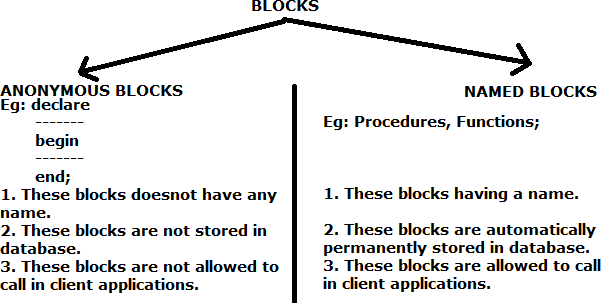 BLOCKS
ANONYMOUS BLOCKS
Eg: declare
-------
begin
-------
end;
1. These blocks doesnot have any
name.
2. These blocks are not stored in
database.
3. These blocks are not allowed to
call in client applications.
NAMED BLOCKS
Eg: Procedures, Functions;
1. These blocks having a name.
2. These blocks are automatically
permanently stored in database.
3. These blocks are allowed to call
in client applications.